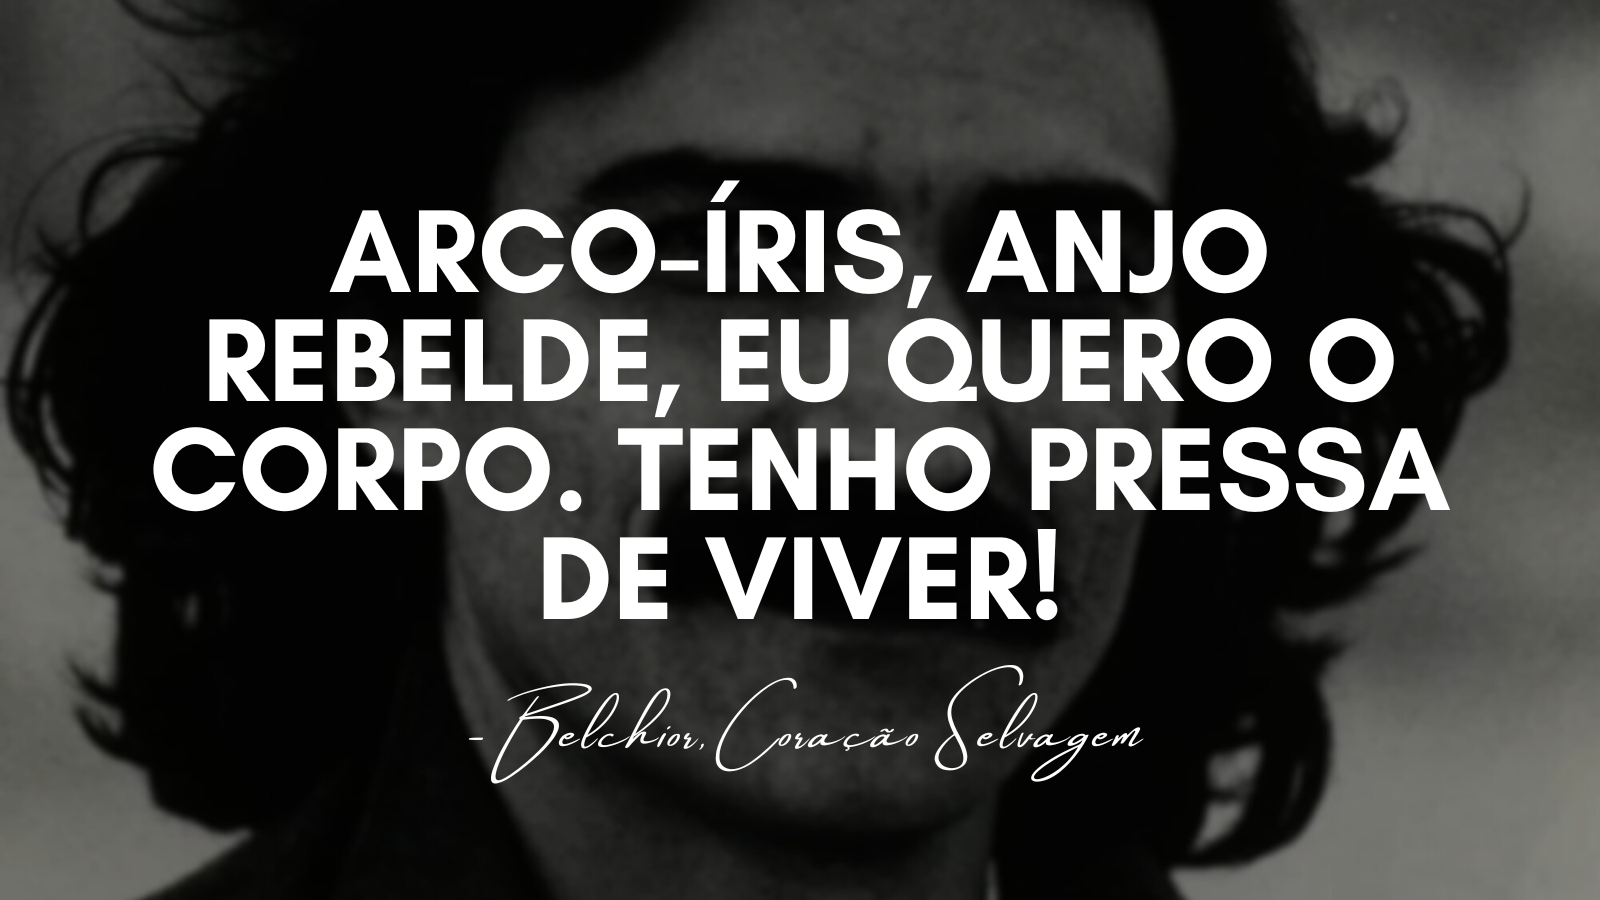 ARCO-ÍRIS, ANJO
REBELDE, EU QUERO O
CORPO. TENHO PRESSA
DE VIVER!
- Belchior, Coração Selvagem